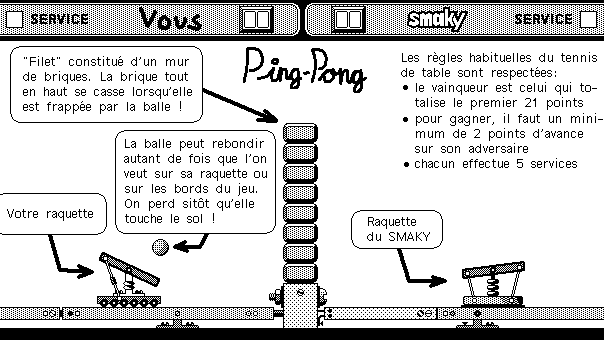 SERVICE Vous smaky SERVICE
Ping-Pong
"Filet" constitué d'un mur
de briques. La brique tout
en haut se casse lorsqu'elle
est frappée par la balle !
Les règles habituelles du tennis
de table sont respectées:
• le vainqueur est celui qui to-
talise le premier 21 points
• pour gagner, il faut un mini-
mum de 2 points d'avance
sur son adversaire
• chacun effectue 5 services
La balle peut rebondir
autant de fois que l'on
veut sur sa raquette ou
sur les bords du jeu.
On perd sitôt qu'elle
touche le sol !
Votre raquette
Raquette
du SMAKY